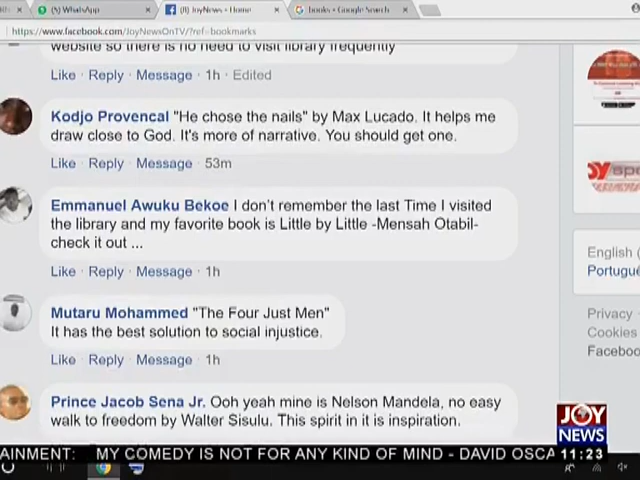 WhatsApp
(1) JoyNews - Home
books - Google Search
https://www.facebook.com/JoyNewsOnTV/?ref=bookmarks
website so there is no need to visit library frequently
Like · Reply · Message · 1h · Edited
Kodjo Provencal "He chose the nails" by Max Lucado. It helps me
draw close to God. It's more of narrative. You should get one.
Like · Reply · Message · 53m
Emmanuel Awuku Bekoe I don't remember the last Time I visited
the library and my favorite book is Little by Little -Mensah Otabil-
check it out ...
Like · Reply · Message · 1h
Mutaru Mohammed "The Four Just Men"
It has the best solution to social injustice.
Like · Reply · Message · 1h
Prince Jacob Sena Jr. Ooh yeah mine is Nelson Mandela, no easy
walk to freedom by Walter Sisulu. This spirit in it is inspiration.
English (
Portugu
Privacy ·
Cookies
Faceboo
JOY
NEWS
AINMENT: MY COMEDY IS NOT FOR ANY KIND OF MIND - DAVID OSCA
11:23